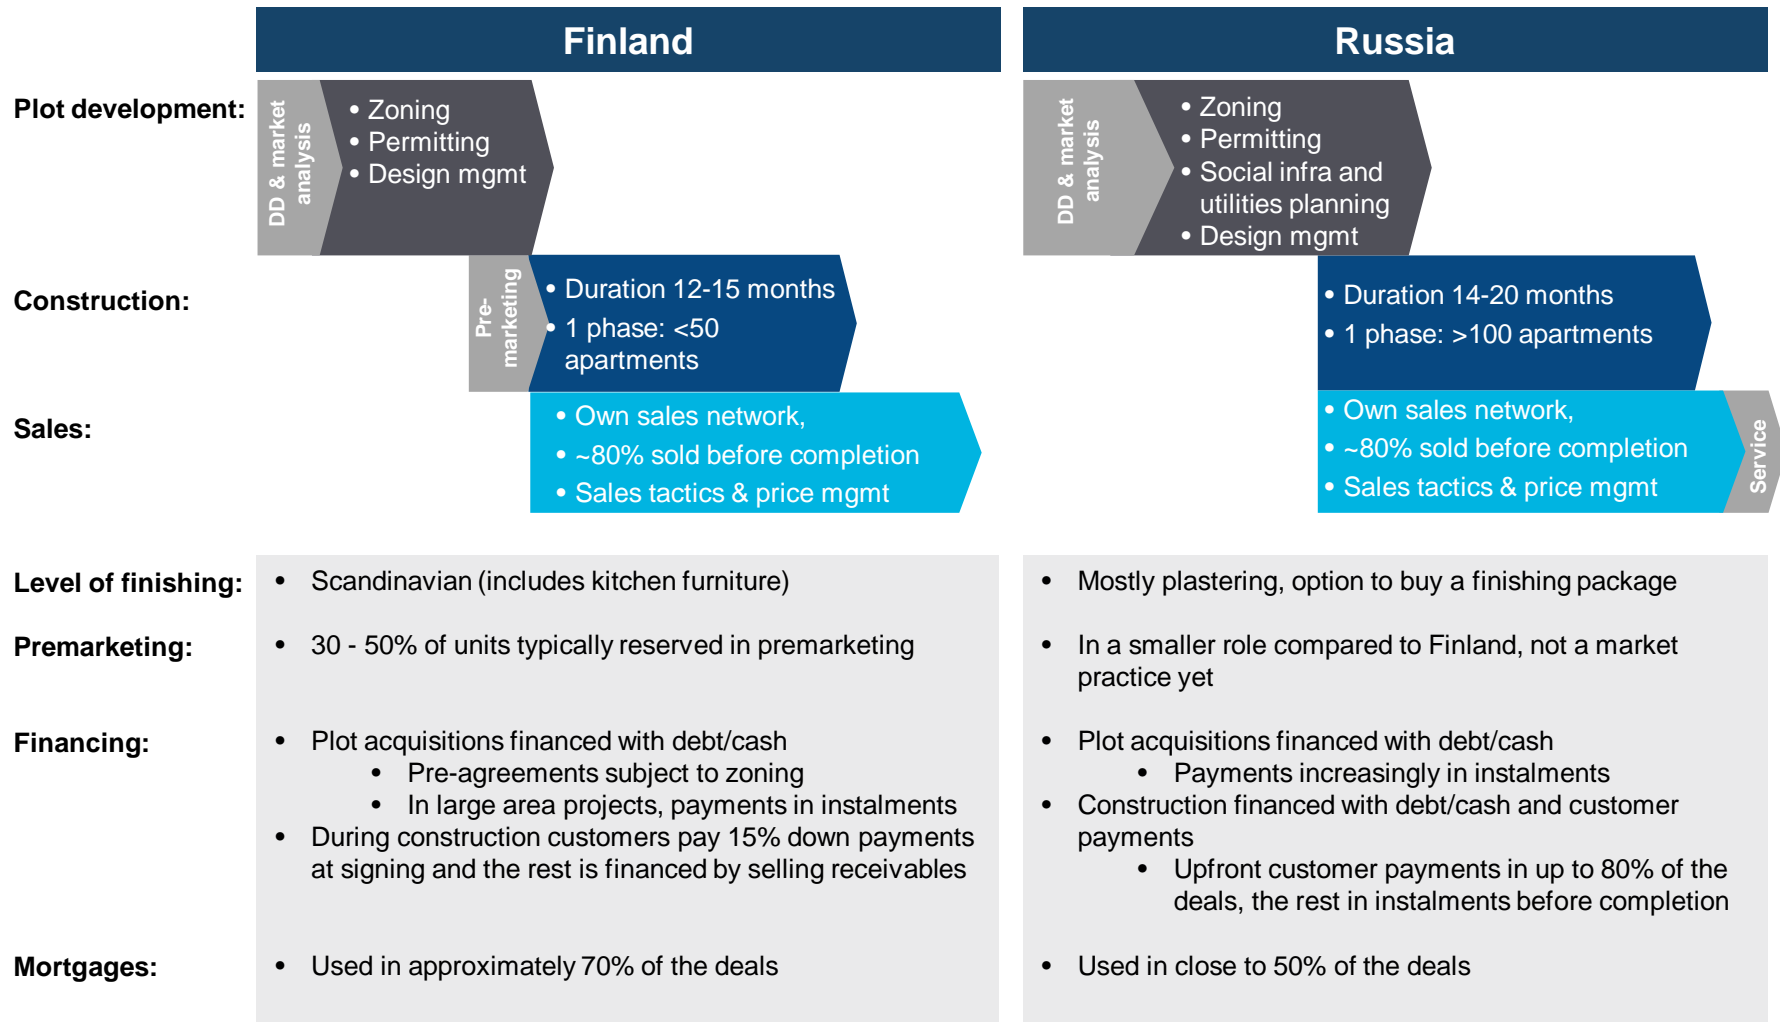 Finland
Russia
Plot development:
DD & market
analysis
• Zoning
• Permitting
• Design mgmt
DD & market
analysis
• Zoning
• Permitting
• Social infra and
utilities planning
• Design mgmt
Construction:
Pre-
marketing
• Duration 12-15 months
• 1 phase: <50
apartments
• Duration 14-20 months
• 1 phase: >100 apartments
Sales:
• Own sales network,
• ~80% sold before completion
• Sales tactics & price mgmt
• Own sales network,
• ~80% sold before completion
• Sales tactics & price mgmt
Service
Level of finishing:
• Scandinavian (includes kitchen furniture)
• Mostly plastering, option to buy a finishing package
Premarketing:
• 30 - 50% of units typically reserved in premarketing
• In a smaller role compared to Finland, not a market
practice yet
Financing:
• Plot acquisitions financed with debt/cash
• Pre-agreements subject to zoning
• In large area projects, payments in instalments
• During construction customers pay 15% down payments
at signing and the rest is financed by selling receivables
• Plot acquisitions financed with debt/cash
• Payments increasingly in instalments
• Construction financed with debt/cash and customer
payments
• Upfront customer payments in up to 80% of the
deals, the rest in instalments before completion
Mortgages:
• Used in approximately 70% of the deals
• Used in close to 50% of the deals